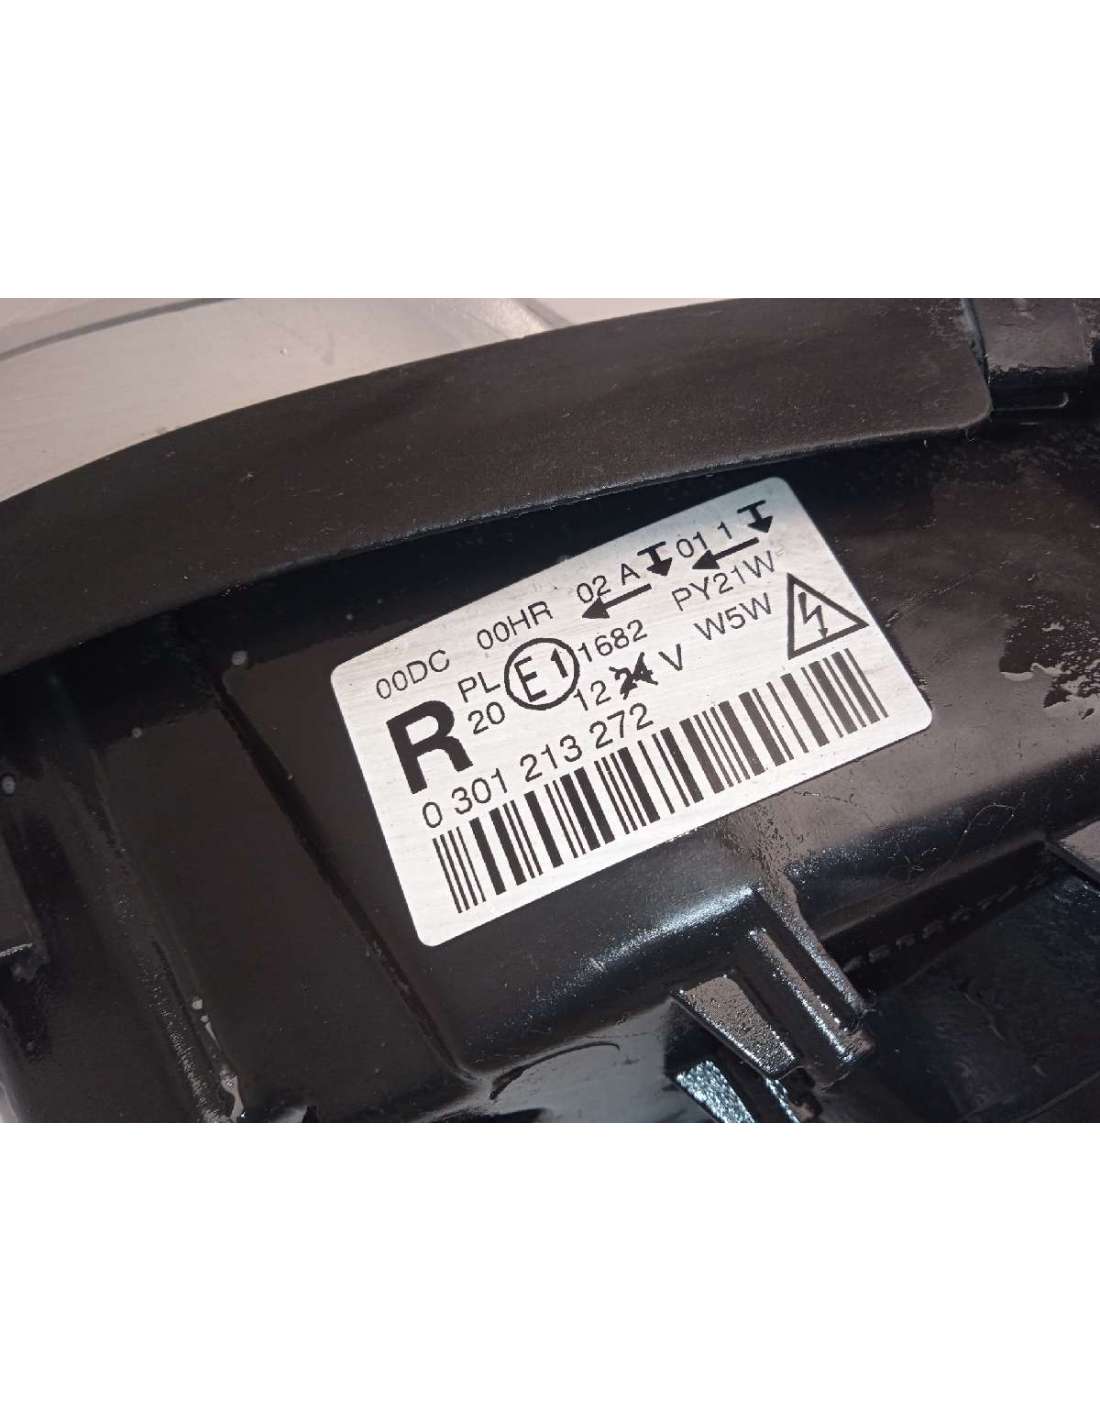 00DC 00HR 02 A 01 1
PL E1 1682 PY21W
R 20 12 24 V W5W
0 301 213 272